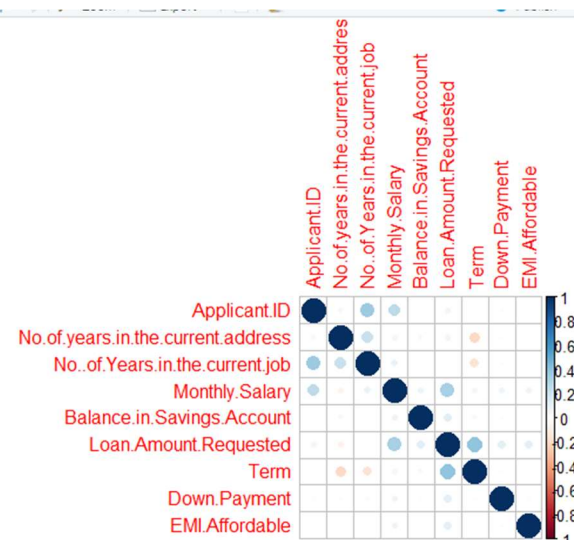 No.of.years.in.the.current.addres
No..of.Years.in.the.current.job
Balance.in.Savings.Account
Loan.Amount.Requested
Applicant.ID
Monthly.Salary
Term
Down.Payment
EMI.Affordable
Applicant.ID
No.of.years.in.the.current.address
No..of.Years.in.the.current.job
Monthly.Salary
Balance.in.Savings.Account
Loan.Amount.Requested
Term
Down.Payment
EMI.Affordable
1
0.8
0.6
0.4
0.2
0
0.2
0.4
0.6
0.8
1